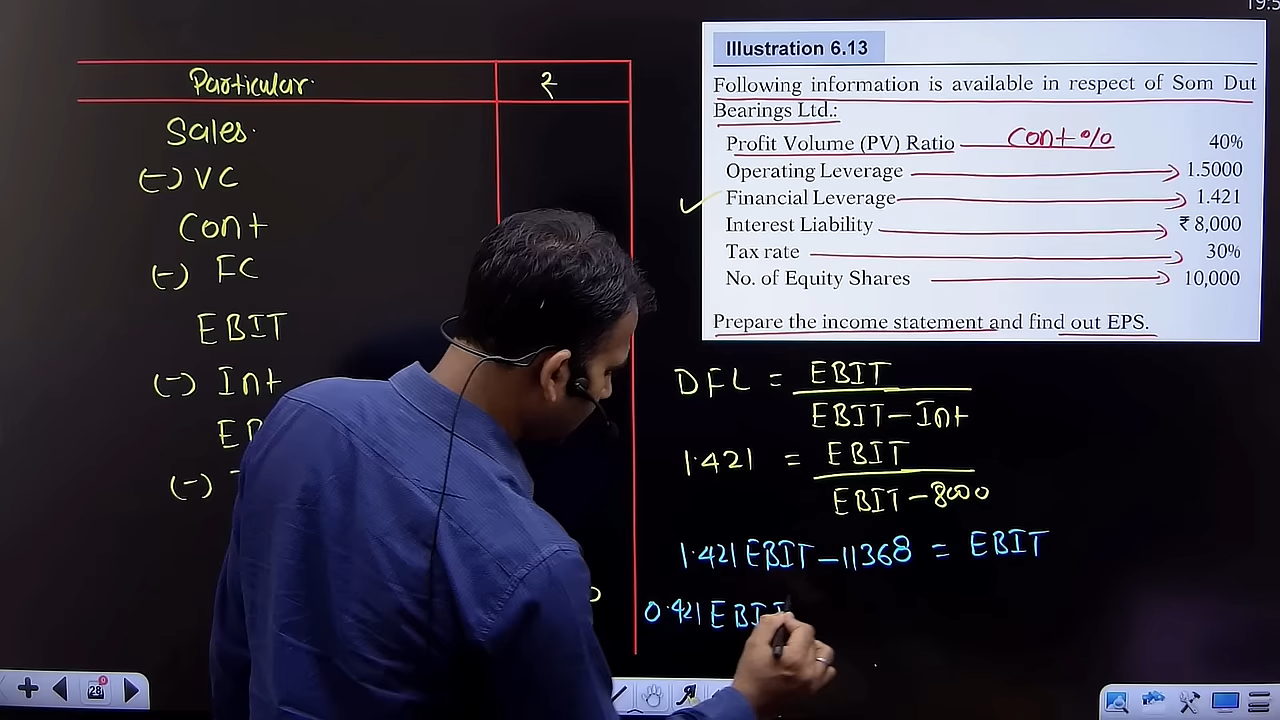 19:5
Particular. ₹
Sales.
(-) VC
Cont
(-) FC
EBIT
(-) Int
(-)
Illustration 6.13
Following information is available in respect of Som Dut
Bearings Ltd.:
Profit Volume (PV) Ratio Cont % 40%
Operating Leverage 1.5000
Financial Leverage 1.421
Interest Liability ₹ 8,000
Tax rate 30%
No. of Equity Shares 10,000
Prepare the income statement and find out EPS.
DFL = EBIT
EBIT-Int
1.421 = EBIT
EBIT-8000
1.421 EBIT-11368 = EBIT
0.421 EBIT
28